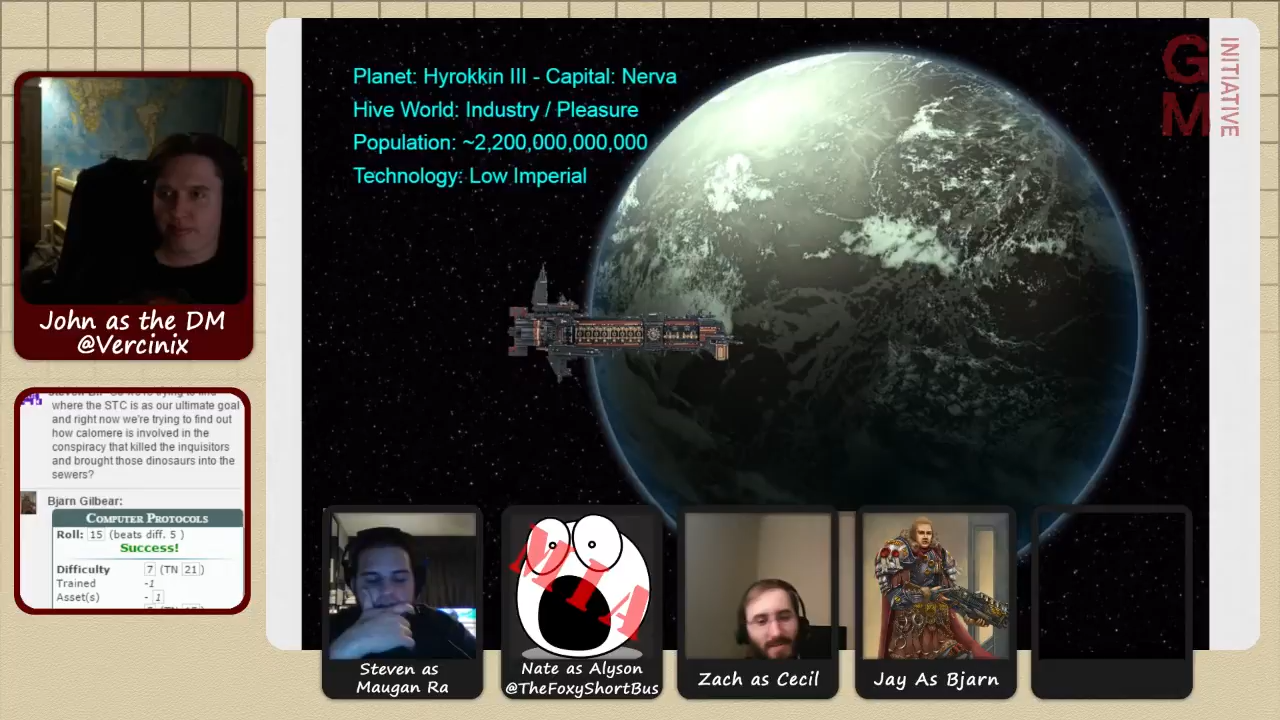 Planet: Hyrokkin III - Capital: Nerva
Hive World: Industry / Pleasure
Population: ~2,200,000,000,000
Technology: Low Imperial
GM
INITIATIVE
John as the DM
@Vercinix
where the STC is as our ultimate goal
and right now we're trying to find out
how calomere is involved in the
conspiracy that killed the inquisitors
and brought those dinosaurs into the
sewers?
Bjarn Gilbear:
COMPUTER PROTOCOLS
Roll: 15 (beats diff. 5 )
Success!
Difficulty 7 (TN 21)
Trained -1
Asset(s) - 1
MIA
Steven as
Maugan Ra
Nate as Alyson
@TheFoxyShortBus
Zach as Cecil
Jay As Bjarn